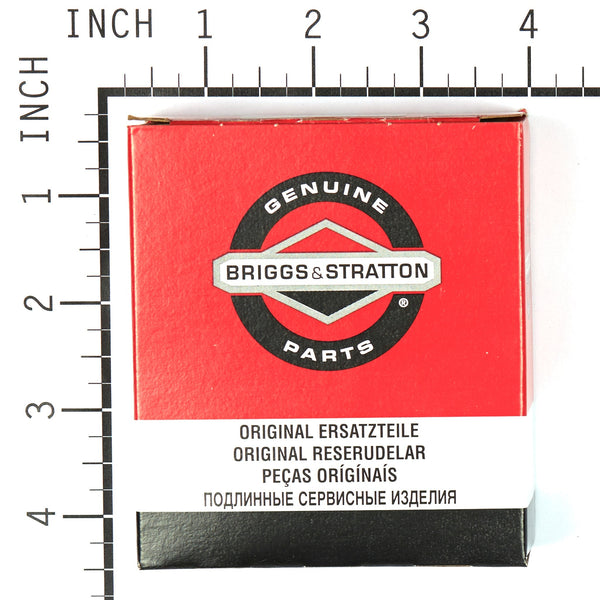 INCH 1 2 3 4
INCH
1
2
3
4
GENUINE
BRIGGS & STRATTON
®
PARTS
ORIGINAL ERSATZTEILE
ORIGINAL RESERUDELAR
PEÇAS ORÍGÍNAÍS
ПОДЛИННЫЕ СЕРВИСНЫЕ ИЗДЕЛИЯ